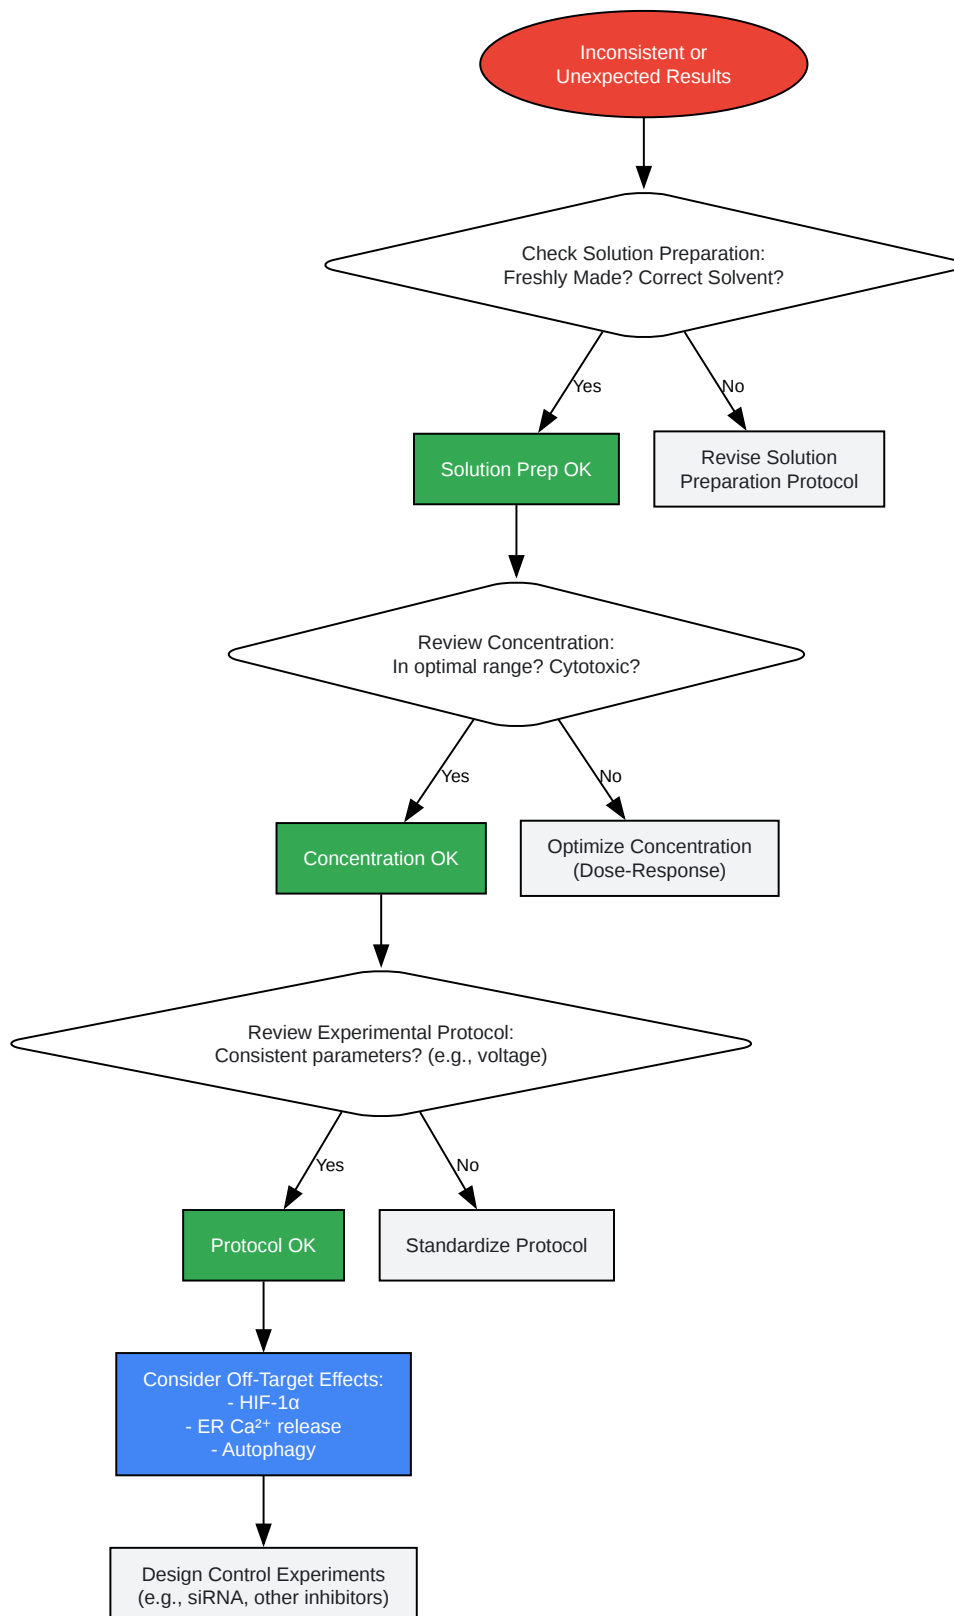 Inconsistent or
Unexpected Results
Check Solution Preparation:
Freshly Made? Correct Solvent?
Yes
No
Solution Prep OK
Revise Solution
Preparation Protocol
Review Concentration:
In optimal range? Cytotoxic?
Yes
No
Concentration OK
Optimize Concentration
(Dose-Response)
Review Experimental Protocol:
Consistent parameters? (e.g., voltage)
Yes
No
Protocol OK
Standardize Protocol
Consider Off-Target Effects:
- HIF-1α
- ER Ca²⁺ release
- Autophagy
Design Control Experiments
(e.g., siRNA, other inhibitors)